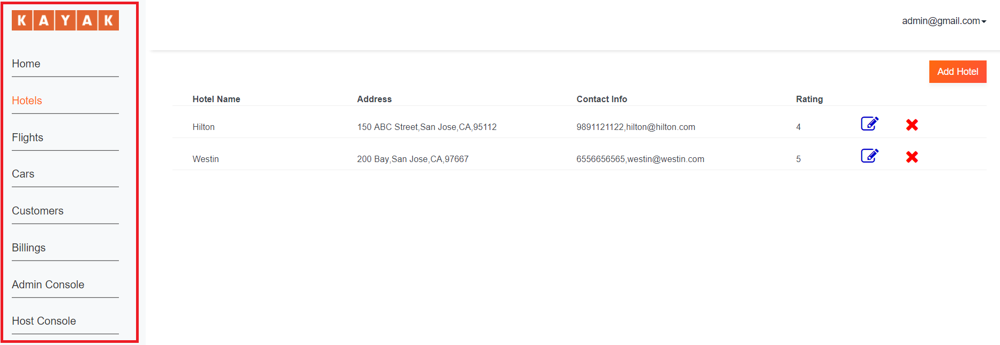 KAYAK
admin@gmail.com
Home
Hotels
Flights
Cars
Customers
Billings
Admin Console
Host Console
Add Hotel
Hotel Name Address Contact Info Rating
Hilton 150 ABC Street,San Jose,CA,95112 9891121122,hilton@hilton.com 4
Westin 200 Bay,San Jose,CA,97667 6556656565,westin@westin.com 5